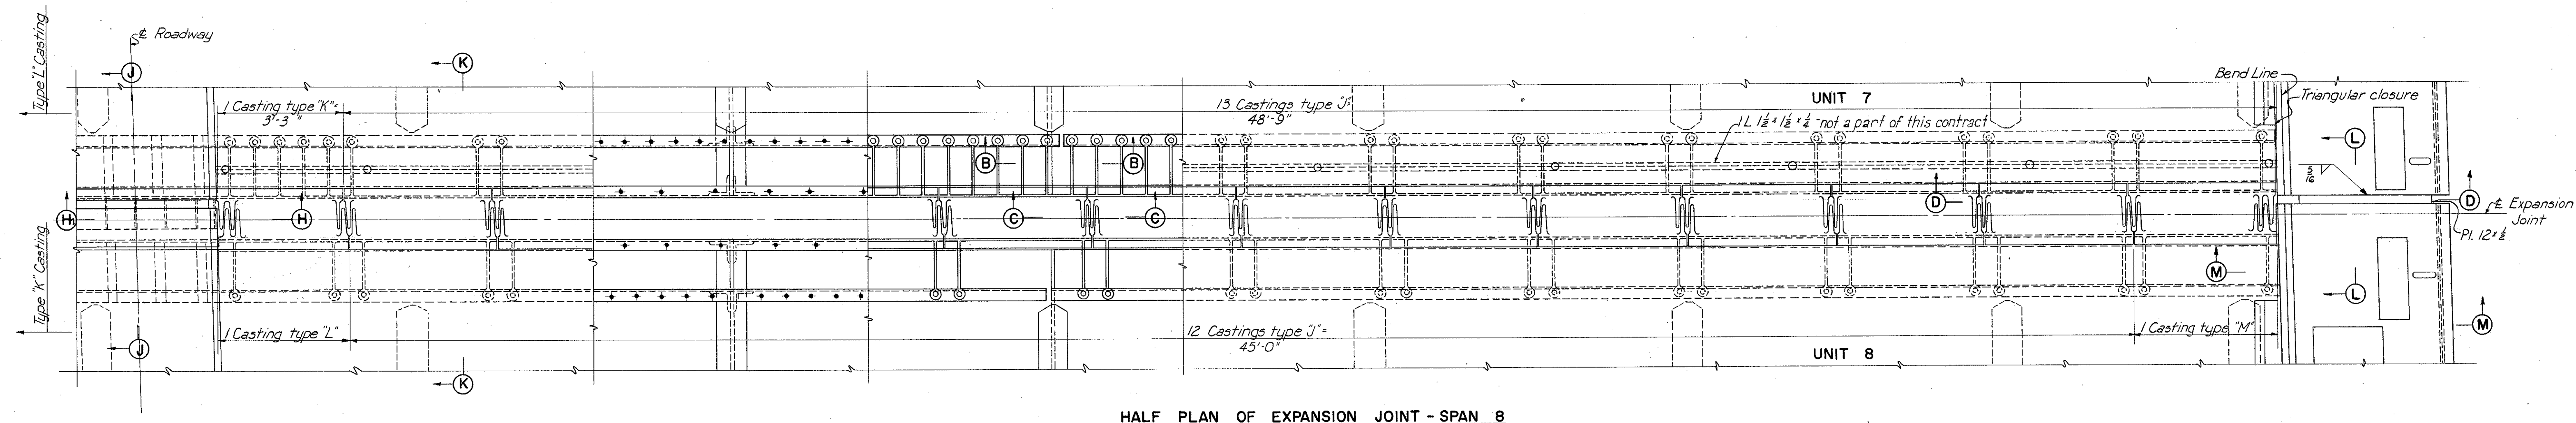 Type "L" Casting
℄ Roadway
J
K
1 Casting type "K"=
3'-3"
13 Castings type "J"=
48'-9"
UNIT 7
Bend Line
Triangular closure
1 L 1½ x 1½ x ¼ - not a part of this contract
B
B
L
5/16
H
H
C
C
D
D
℄ Expansion
Joint
Pl. 12 x ½
Type "K" Casting
M
L
M
1 Casting type "L"
12 Castings type "J"=
45'-0"
1 Casting type "M"
J
K
UNIT 8
HALF PLAN OF EXPANSION JOINT - SPAN 8